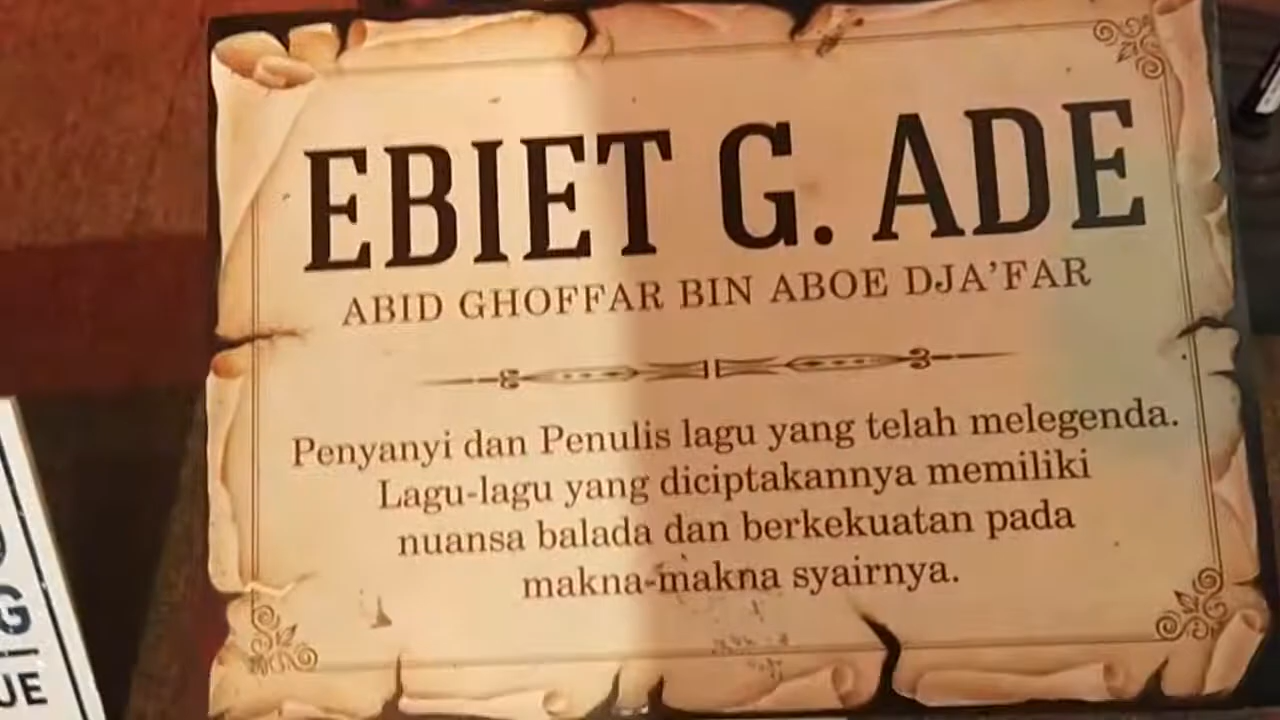 EBIET G. ADE
ABID GHOFFAR BIN ABOE DJA'FAR
Penyanyi dan Penulis lagu yang telah melegenda.
Lagu-lagu yang diciptakannya memiliki
nuansa balada dan berkekuatan pada
makna-makna syairnya.